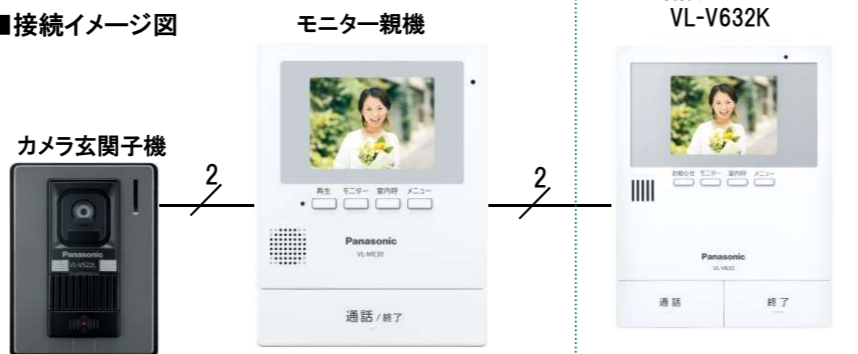 ■接続イメージ図
モニター親機
VL-V632K
カメラ玄関子機
2
2
再生 モニター 室内呼 メニュー
お知らせ モニター 室内呼 メニュー
Panasonic
VL-V522L
Panasonic
VL-ME30
Panasonic
VL-V632
通話/終了
通話 終了